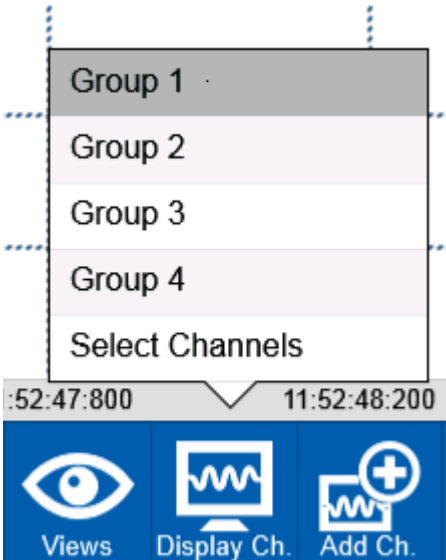 Group 1
Group 2
Group 3
Group 4
Select Channels
:52:47:800 11:52:48:200
Views Display Ch. Add Ch.